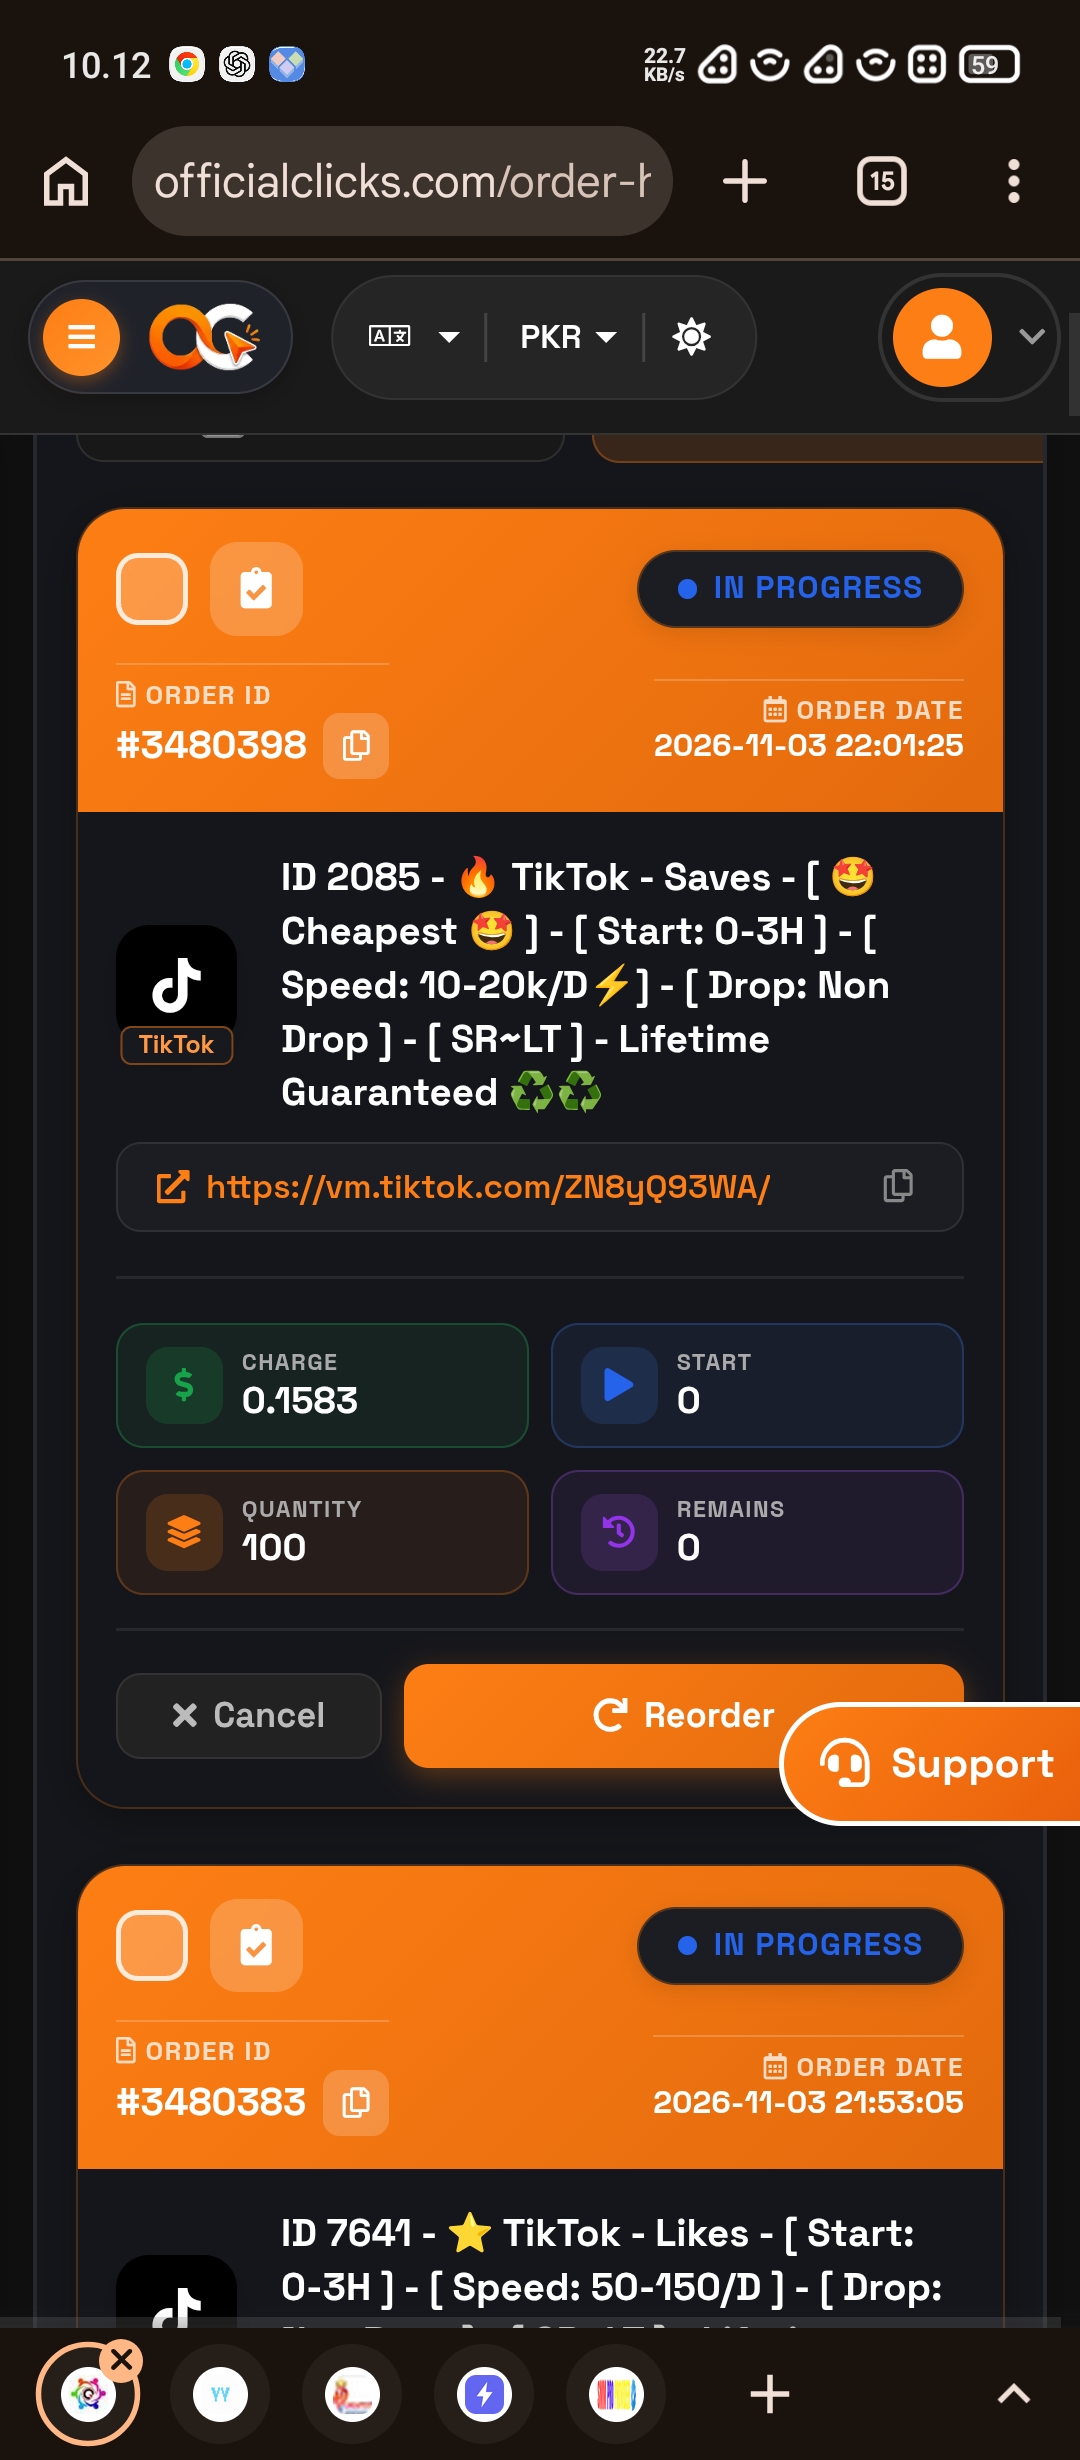 10.12
22.7
KB/s
59
officialclicks.com/order-h
15
PKR
IN PROGRESS
ORDER ID
#3480398
ORDER DATE
2026-11-03 22:01:25
ID 2085 - 🔥 TikTok - Saves - [ 🤩
Cheapest 🤩 ] - [ Start: 0-3H ] - [
Speed: 10-20k/D⚡] - [ Drop: Non
Drop ] - [ SR~LT ] - Lifetime
Guaranteed ♻️♻️
TikTok
https://vm.tiktok.com/ZN8yQ93WA/
CHARGE
0.1583
START
0
QUANTITY
100
REMAINS
0
Cancel
Reorder
Support
IN PROGRESS
ORDER ID
#3480383
ORDER DATE
2026-11-03 21:53:05
ID 7641 - ⭐ TikTok - Likes - [ Start:
0-3H ] - [ Speed: 50-150/D ] - [ Drop: